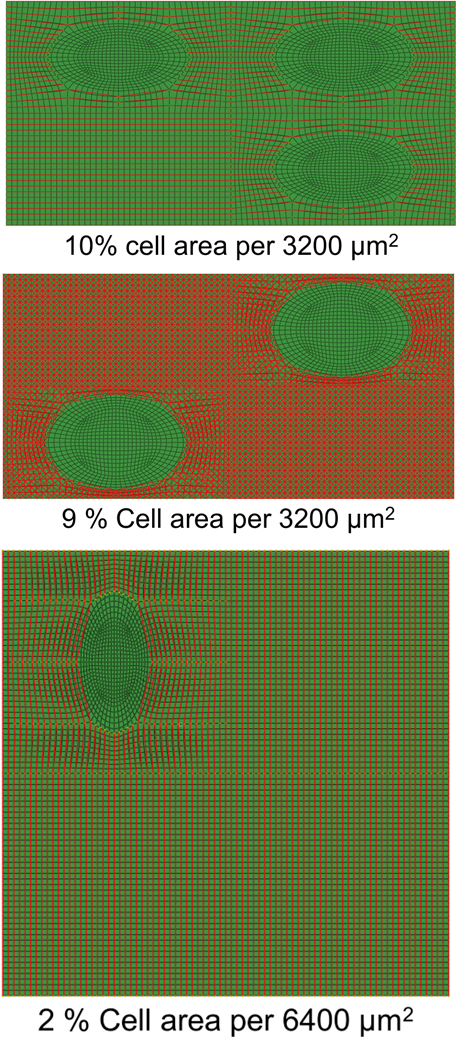 10% cell area per 3200 µm²
9 % Cell area per 3200 µm²
2 % Cell area per 6400 µm²